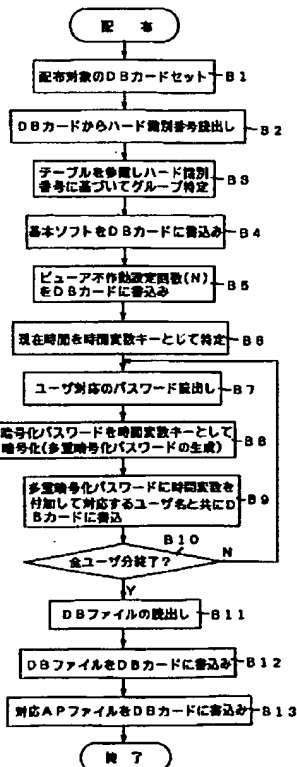 配 布
配布対象のDBカードセット
B1
DBカードからハード識別番号読出し
B2
テーブルを参照しハード識別
番号に基づいてグループ特定
B3
基本ソフトをDBカードに書込み
B4
ビューア不作動設定回数(N)
をDBカードに書込み
B5
現在時間を時間変数キーとじて特定
B6
ユーザ対応のパスワード読出し
B7
暗号化パスワードを時間変数キーとして
暗号化(多重暗号化パスワードの生成)
B8
多重暗号化パスワードに時間変数を
付加して対応するユーザ名と共にD
Bカードに書込
B9
B10
全ユーザ分終了?
N
Y
DBファイルの読出し
B11
DBファイルをDBカードに書込み
B12
対応APファイルをDBカードに書込み
B13
終 了